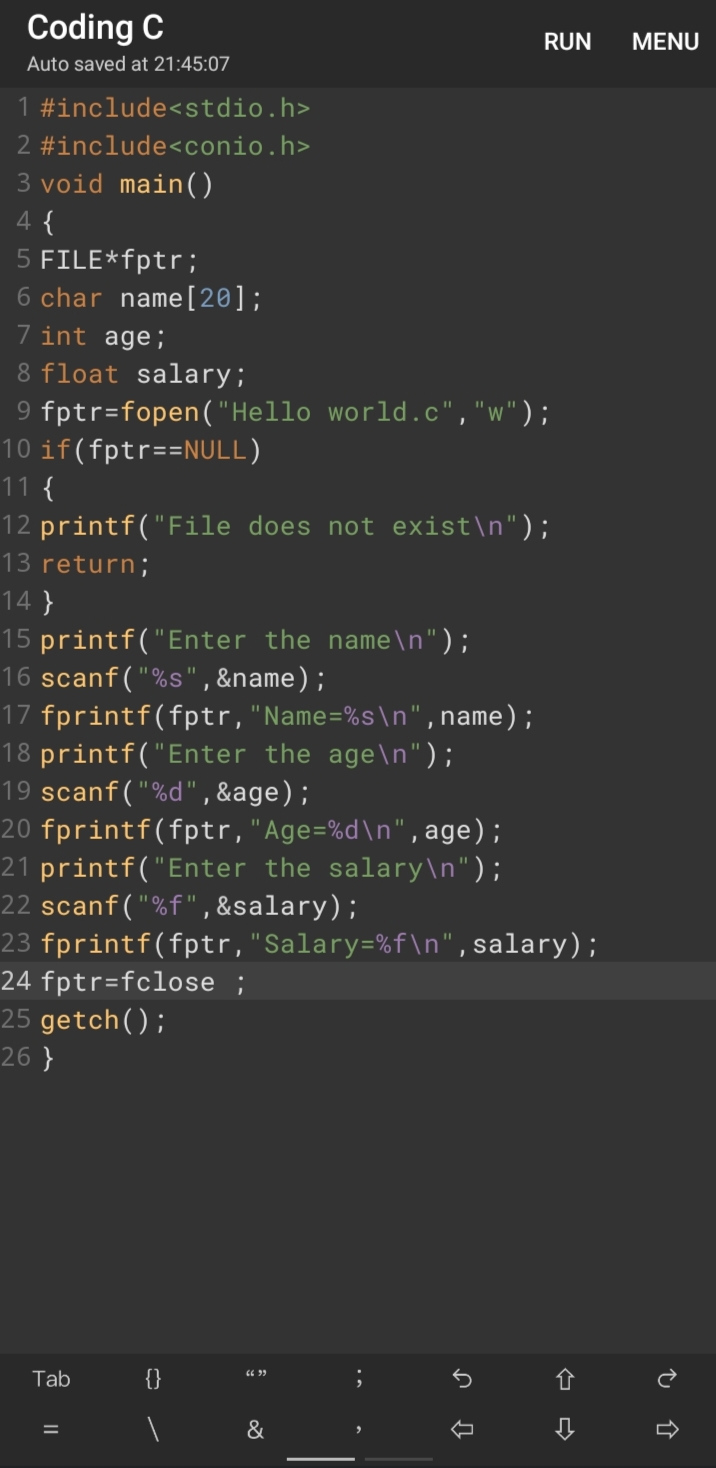 Coding C
RUN MENU
Auto saved at 21:45:07
1 #include<stdio.h>
2 #include<conio.h>
3 void main()
4 {
5 FILE*fptr;
6 char name[20];
7 int age;
8 float salary;
9 fptr=fopen("Hello world.c","w");
10 if(fptr==NULL)
11 {
12 printf("File does not exist\n");
13 return;
14 }
15 printf("Enter the name\n");
16 scanf("%s",&name);
17 fprintf(fptr,"Name=%s\n",name);
18 printf("Enter the age\n");
19 scanf("%d",&age);
20 fprintf(fptr,"Age=%d\n",age);
21 printf("Enter the salary\n");
22 scanf("%f",&salary);
23 fprintf(fptr,"Salary=%f\n",salary);
24 fptr=fclose ;
25 getch();
26 }
Tab {} “” ;
= \ & ,